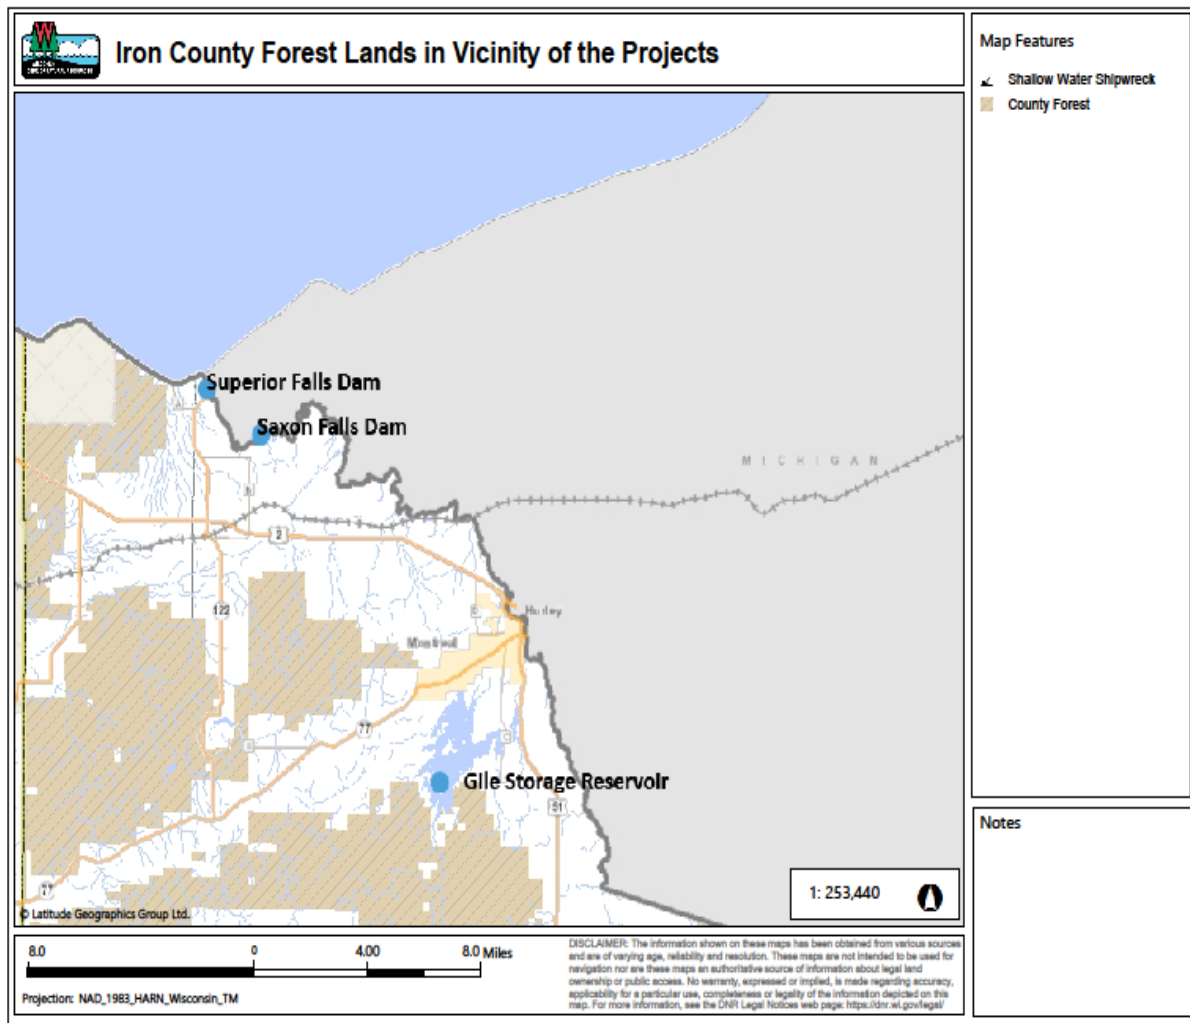 Iron County Forest Lands in Vicinity of the Projects
Map Features
Shallow Water Shipwreck
County Forest
Superior Falls Dam
Saxon Falls Dam
MICHIGAN
2
122
Hurley
Montreal
77
C
Gile Storage Reservoir
51
77
Notes
1: 253,440
© Latitude Geographics Group Ltd.
8.0 0 4.00 8.0 Miles
Projection: NAD_1983_HARN_Wisconsin_TM
DISCLAIMER: The information shown on these maps has been obtained from various sources
and are of varying age, reliability and resolution. These maps are not intended to be used for
navigation nor are these maps an authoritative source of information about legal land
ownership or public access. No warranty, expressed or implied, is made regarding accuracy,
applicability for a particular use, completeness or legality of the information depicted on this
map. For more information, see the DNR Legal Notices web page: https://dnr.wi.gov/legal/